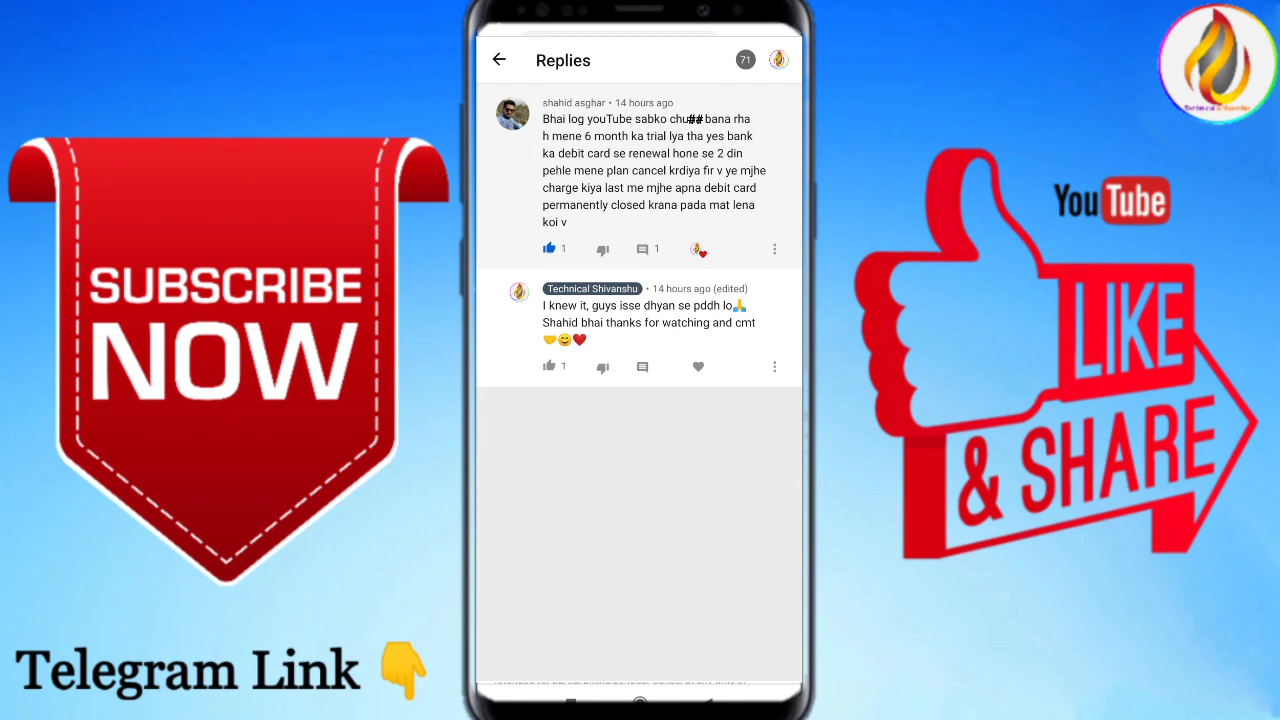 Replies
71
shahid asghar • 14 hours ago
Bhai log youTube sabko chu## bana rha
h mene 6 month ka trial lya tha yes bank
ka debit card se renewal hone se 2 din
pehle mene plan cancel krdiya fir v ye mjhe
charge kiya last me mjhe apna debit card
permanently closed krana pada mat lena
koi v
1
1
Technical Shivanshu • 14 hours ago (edited)
I knew it, guys isse dhyan se pddh lo🙏
Shahid bhai thanks for watching and cmt
🤝😊❤️
1
SUBSCRIBE
NOW
Telegram Link 👇
Technical Shivanshu
YouTube
LIKE
& SHARE